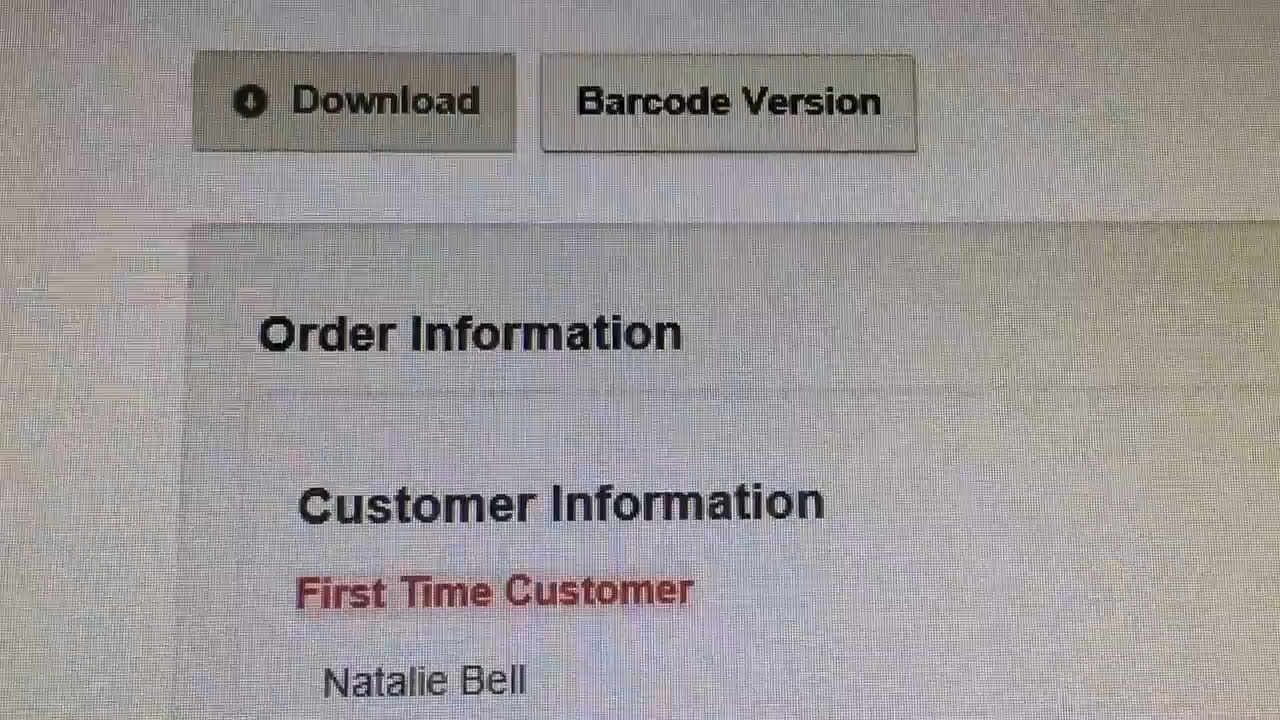 Download
Barcode Version
Order Information
Customer Information
First Time Customer
Natalie Bell